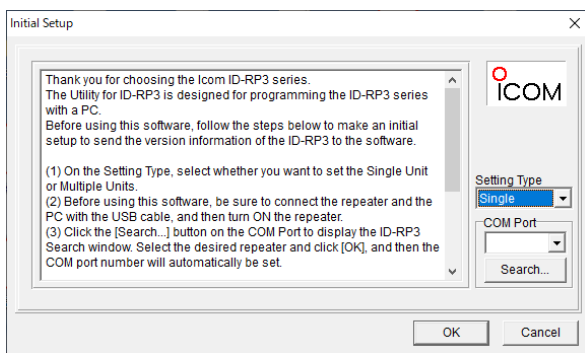 Initial Setup
Thank you for choosing the Icom ID-RP3 series.
The Utility for ID-RP3 is designed for programming the ID-RP3 series
with a PC.
Before using this software, follow the steps below to make an initial
setup to send the version information of the ID-RP3 to the software.
(1) On the Setting Type, select whether you want to set the Single Unit
or Multiple Units.
(2) Before using this software, be sure to connect the repeater and the
PC with the USB cable, and then turn ON the repeater.
(3) Click the [Search...] button on the COM Port to display the ID-RP3
Search window. Select the desired repeater and click [OK], and then the
COM port number will automatically be set.
ICOM
Setting Type
Single
COM Port
Search...
OK
Cancel